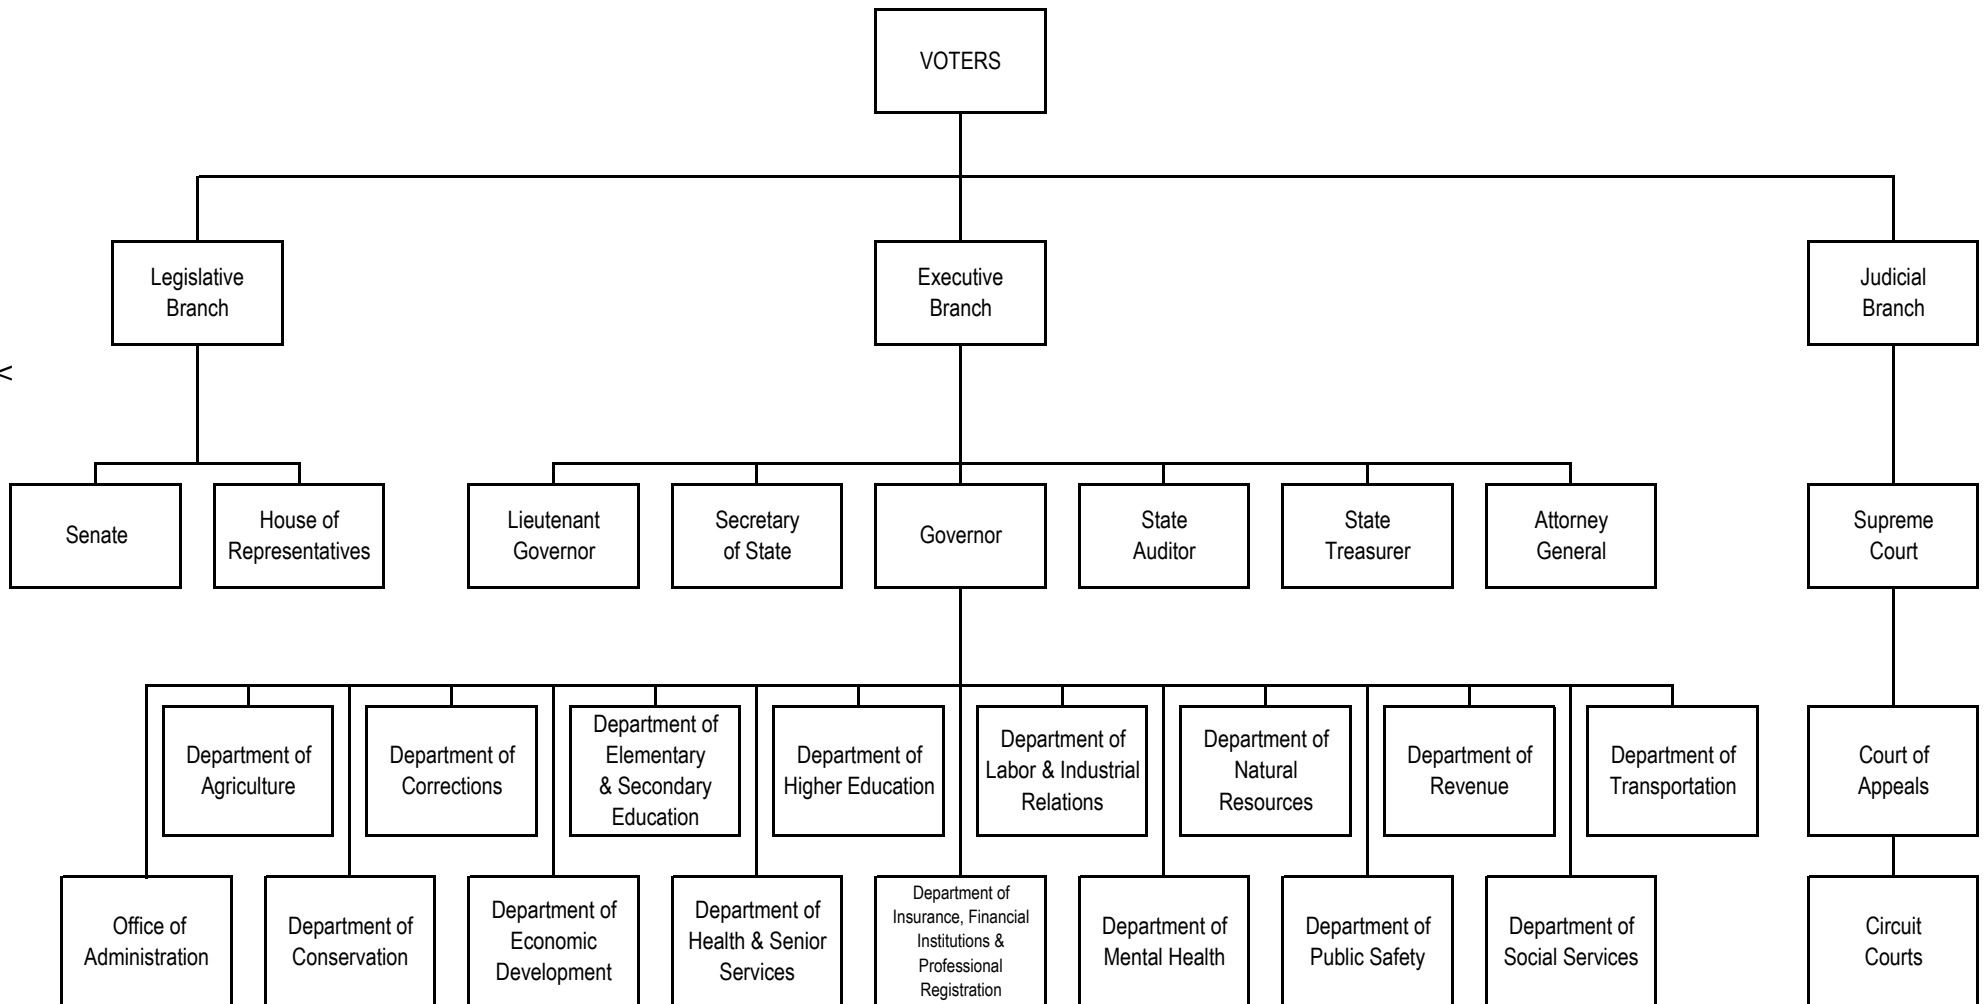 VOTERS
Legislative
Branch
Executive
Branch
Judicial
Branch
<
Senate
House of
Representatives
Lieutenant
Governor
Secretary
of State
Governor
State
Auditor
State
Treasurer
Attorney
General
Supreme
Court
Department of
Agriculture
Department of
Corrections
Department of
Elementary
& Secondary
Education
Department of
Higher Education
Department of
Labor & Industrial
Relations
Department of
Natural
Resources
Department of
Revenue
Department of
Transportation
Court of
Appeals
Office of
Administration
Department of
Conservation
Department of
Economic
Development
Department of
Health & Senior
Services
Department of
Insurance, Financial
Institutions &
Professional
Registration
Department of
Mental Health
Department of
Public Safety
Department of
Social Services
Circuit
Courts